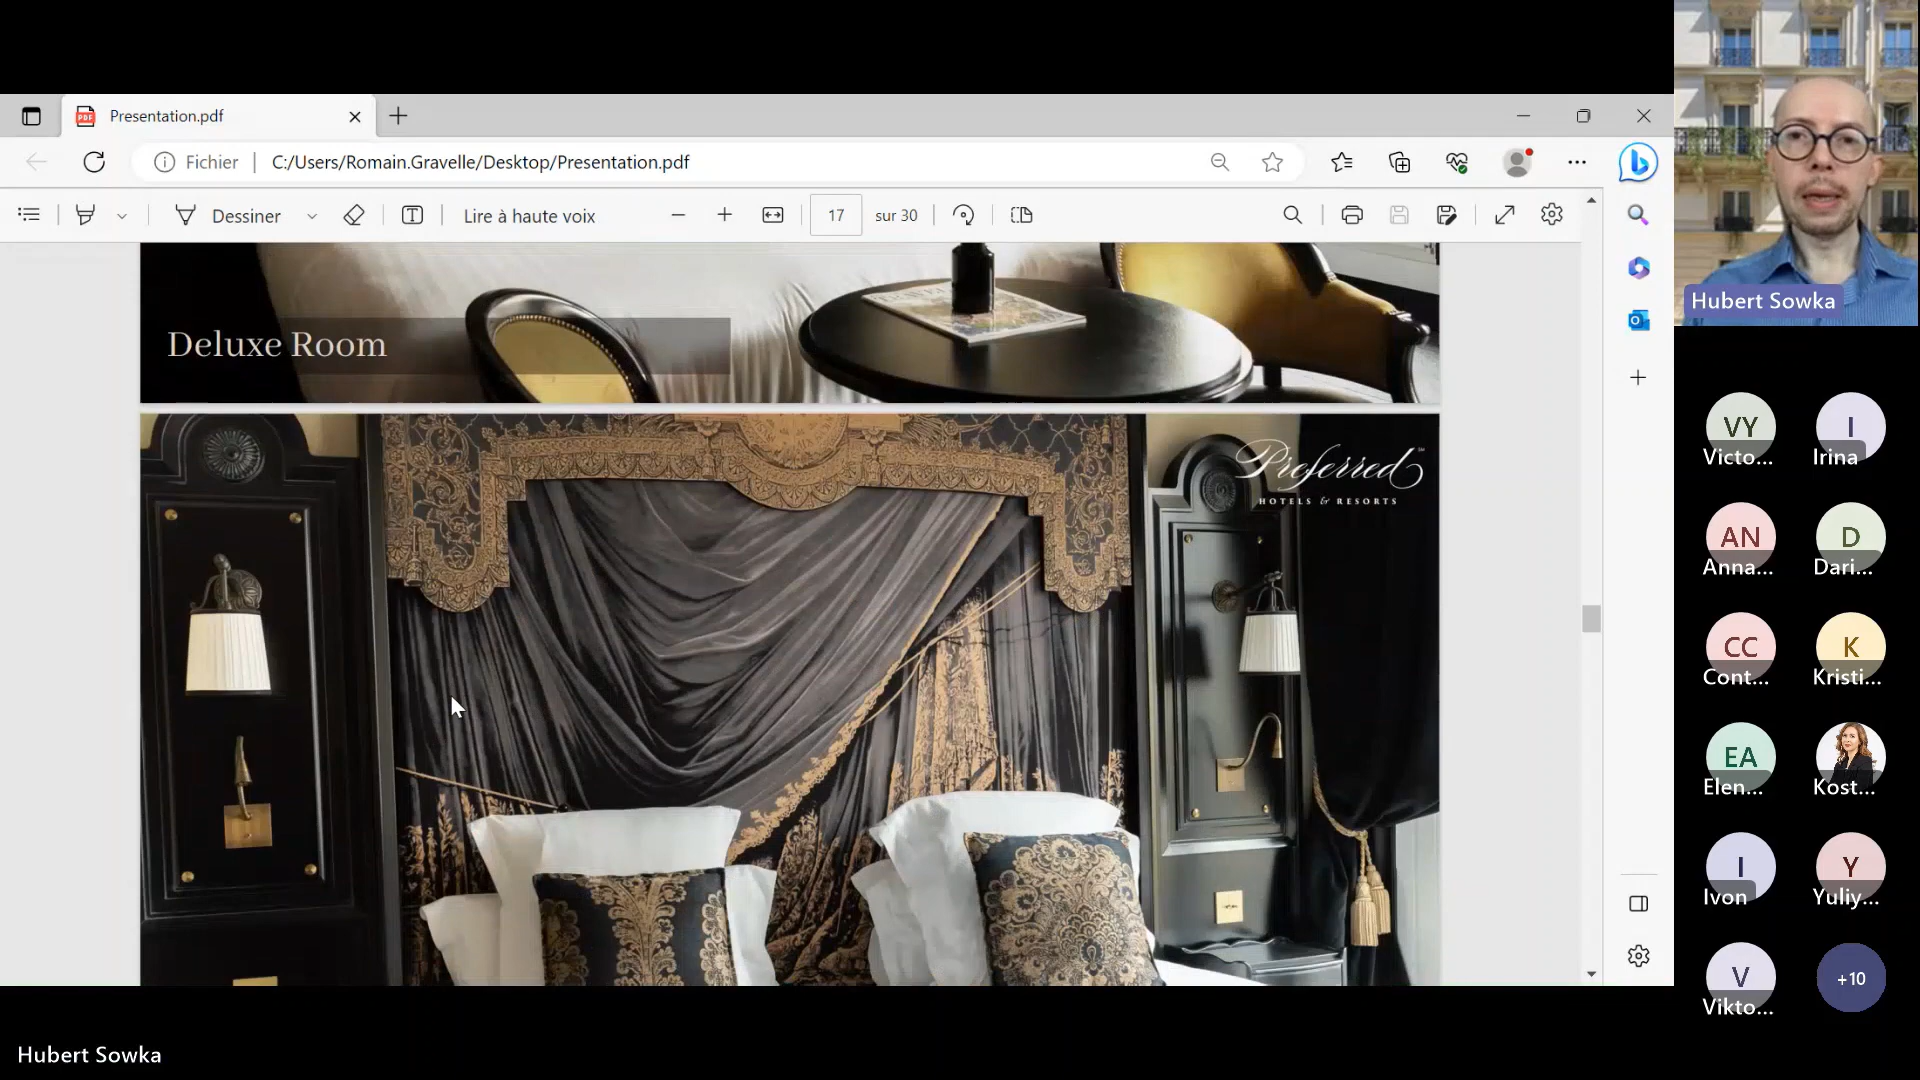 Presentation.pdf
Fichier
C:/Users/Romain.Gravelle/Desktop/Presentation.pdf
Dessiner
Lire à haute voix
17
sur 30
Deluxe Room
Preferred
HOTELS & RESORTS
Hubert Sowka
VY
Victo...
I
Irina
AN
Anna...
D
Dari...
CC
Cont...
K
Kristi...
EA
Elen...
Kost...
I
Ivon
Y
Yuliy...
V
Vikto...
+10
Hubert Sowka